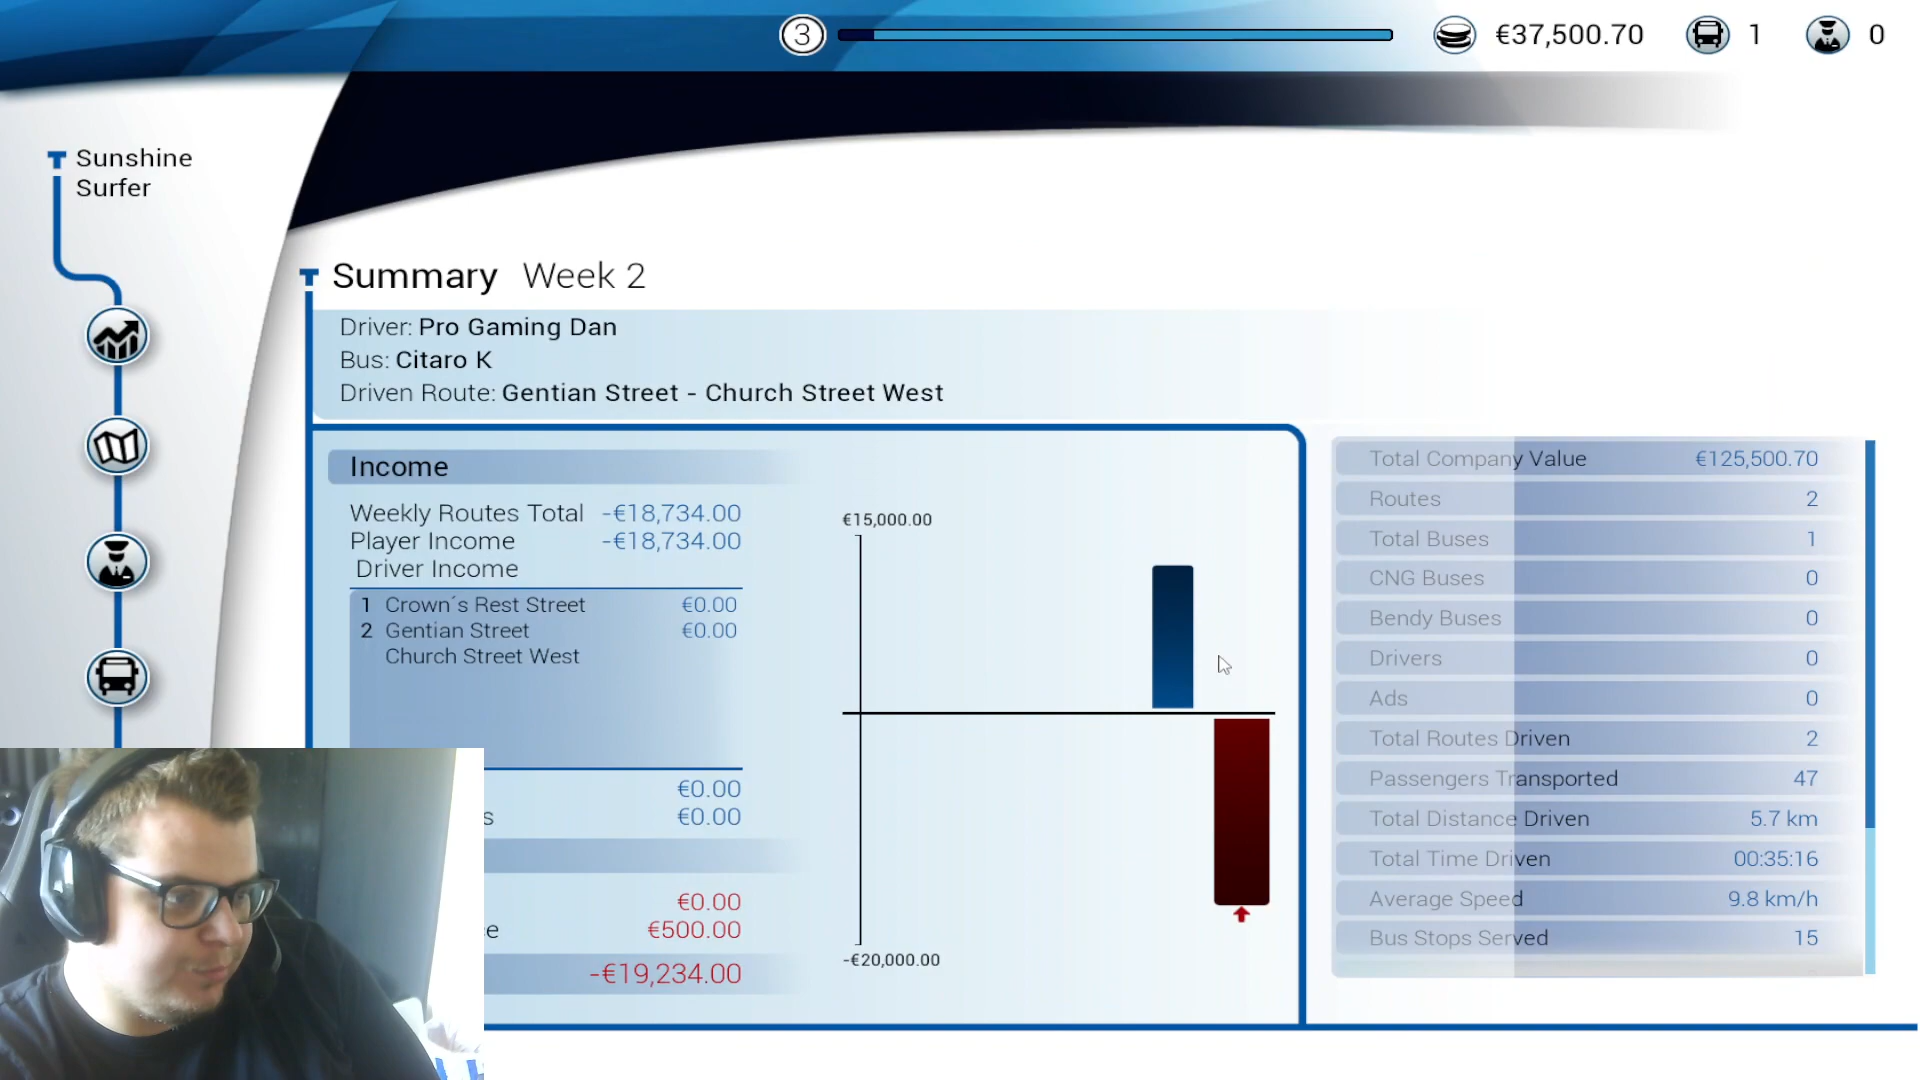 3
€37,500.70
1
0
Sunshine
Surfer
Summary Week 2
Driver: Pro Gaming Dan
Bus: Citaro K
Driven Route: Gentian Street - Church Street West
Income
Weekly Routes Total -€18,734.00
Player Income -€18,734.00
Driver Income
1 Crown´s Rest Street €0.00
2 Gentian Street €0.00
Church Street West
€0.00
s €0.00
€0.00
e €500.00
-€19,234.00
€15,000.00
-€20,000.00
Total Company Value €125,500.70
Routes 2
Total Buses 1
CNG Buses 0
Bendy Buses 0
Drivers 0
Ads 0
Total Routes Driven 2
Passengers Transported 47
Total Distance Driven 5.7 km
Total Time Driven 00:35:16
Average Speed 9.8 km/h
Bus Stops Served 15